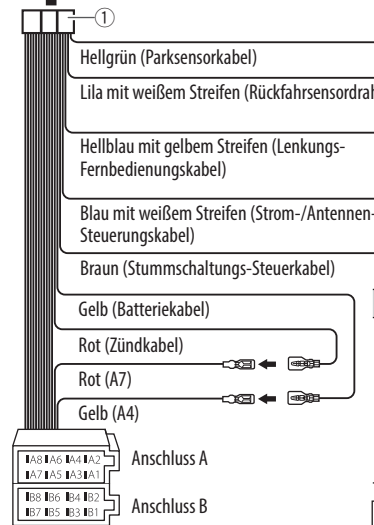 1
Hellgrün (Parksensorkabel)
Lila mit weißem Streifen (Rückfahrsensordrah
Hellblau mit gelbem Streifen (Lenkungs-
Fernbedienungskabel)
Blau mit weißem Streifen (Strom-/Antennen-
Steuerungskabel)
Braun (Stummschaltungs-Steuerkabel)
Gelb (Batteriekabel)
Rot (Zündkabel)
Rot (A7)
Gelb (A4)
A8 A6 A4 A2
Anschluss A
A7 A5 A3 A1
B8 B6 B4 B2
Anschluss B
B7 B5 B3 B1